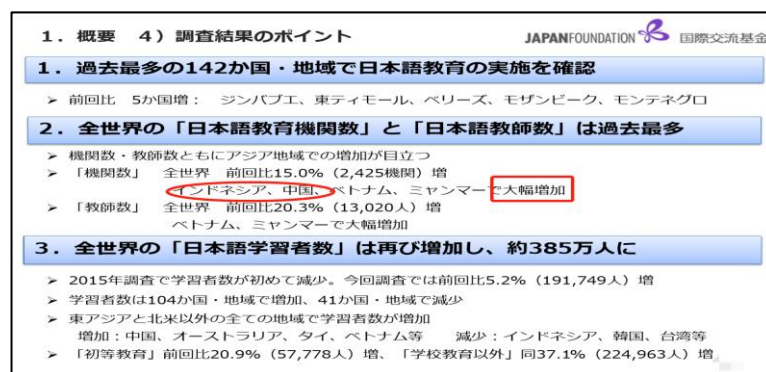 1. 概要 4）調査結果のポイント
JAPANFOUNDATION 国際交流基金
1．過去最多の142か国・地域で日本語教育の実施を確認
➢ 前回比 5か国増： ジンバブエ、東ティモール、ベリーズ、モザンビーク、モンテネグロ
2．全世界の「日本語教育機関数」と「日本語教師数」は過去最多
➢ 機関数・教師数ともにアジア地域での増加が目立つ
➢ 「機関数」 全世界 前回比15.0%（2,425機関）増
インドネシア、中国、ベトナム、ミャンマーで大幅増加
➢ 「教師数」 全世界 前回比20.3%（13,020人）増
ベトナム、ミャンマーで大幅増加
3．全世界の「日本語学習者数」は再び増加し、約385万人に
➢ 2015年調査で学習者数が初めて減少。今回調査では前回比5.2%（191,749人）増
➢ 学習者数は104か国・地域で増加、41か国・地域で減少
➢ 東アジアと北米以外の全ての地域で学習者数が増加
増加：中国、オーストラリア、タイ、ベトナム等 減少：インドネシア、韓国、台湾等
➢ 「初等教育」前回比20.9%（57,778人）増、「学校教育以外」同37.1%（224,963人）増